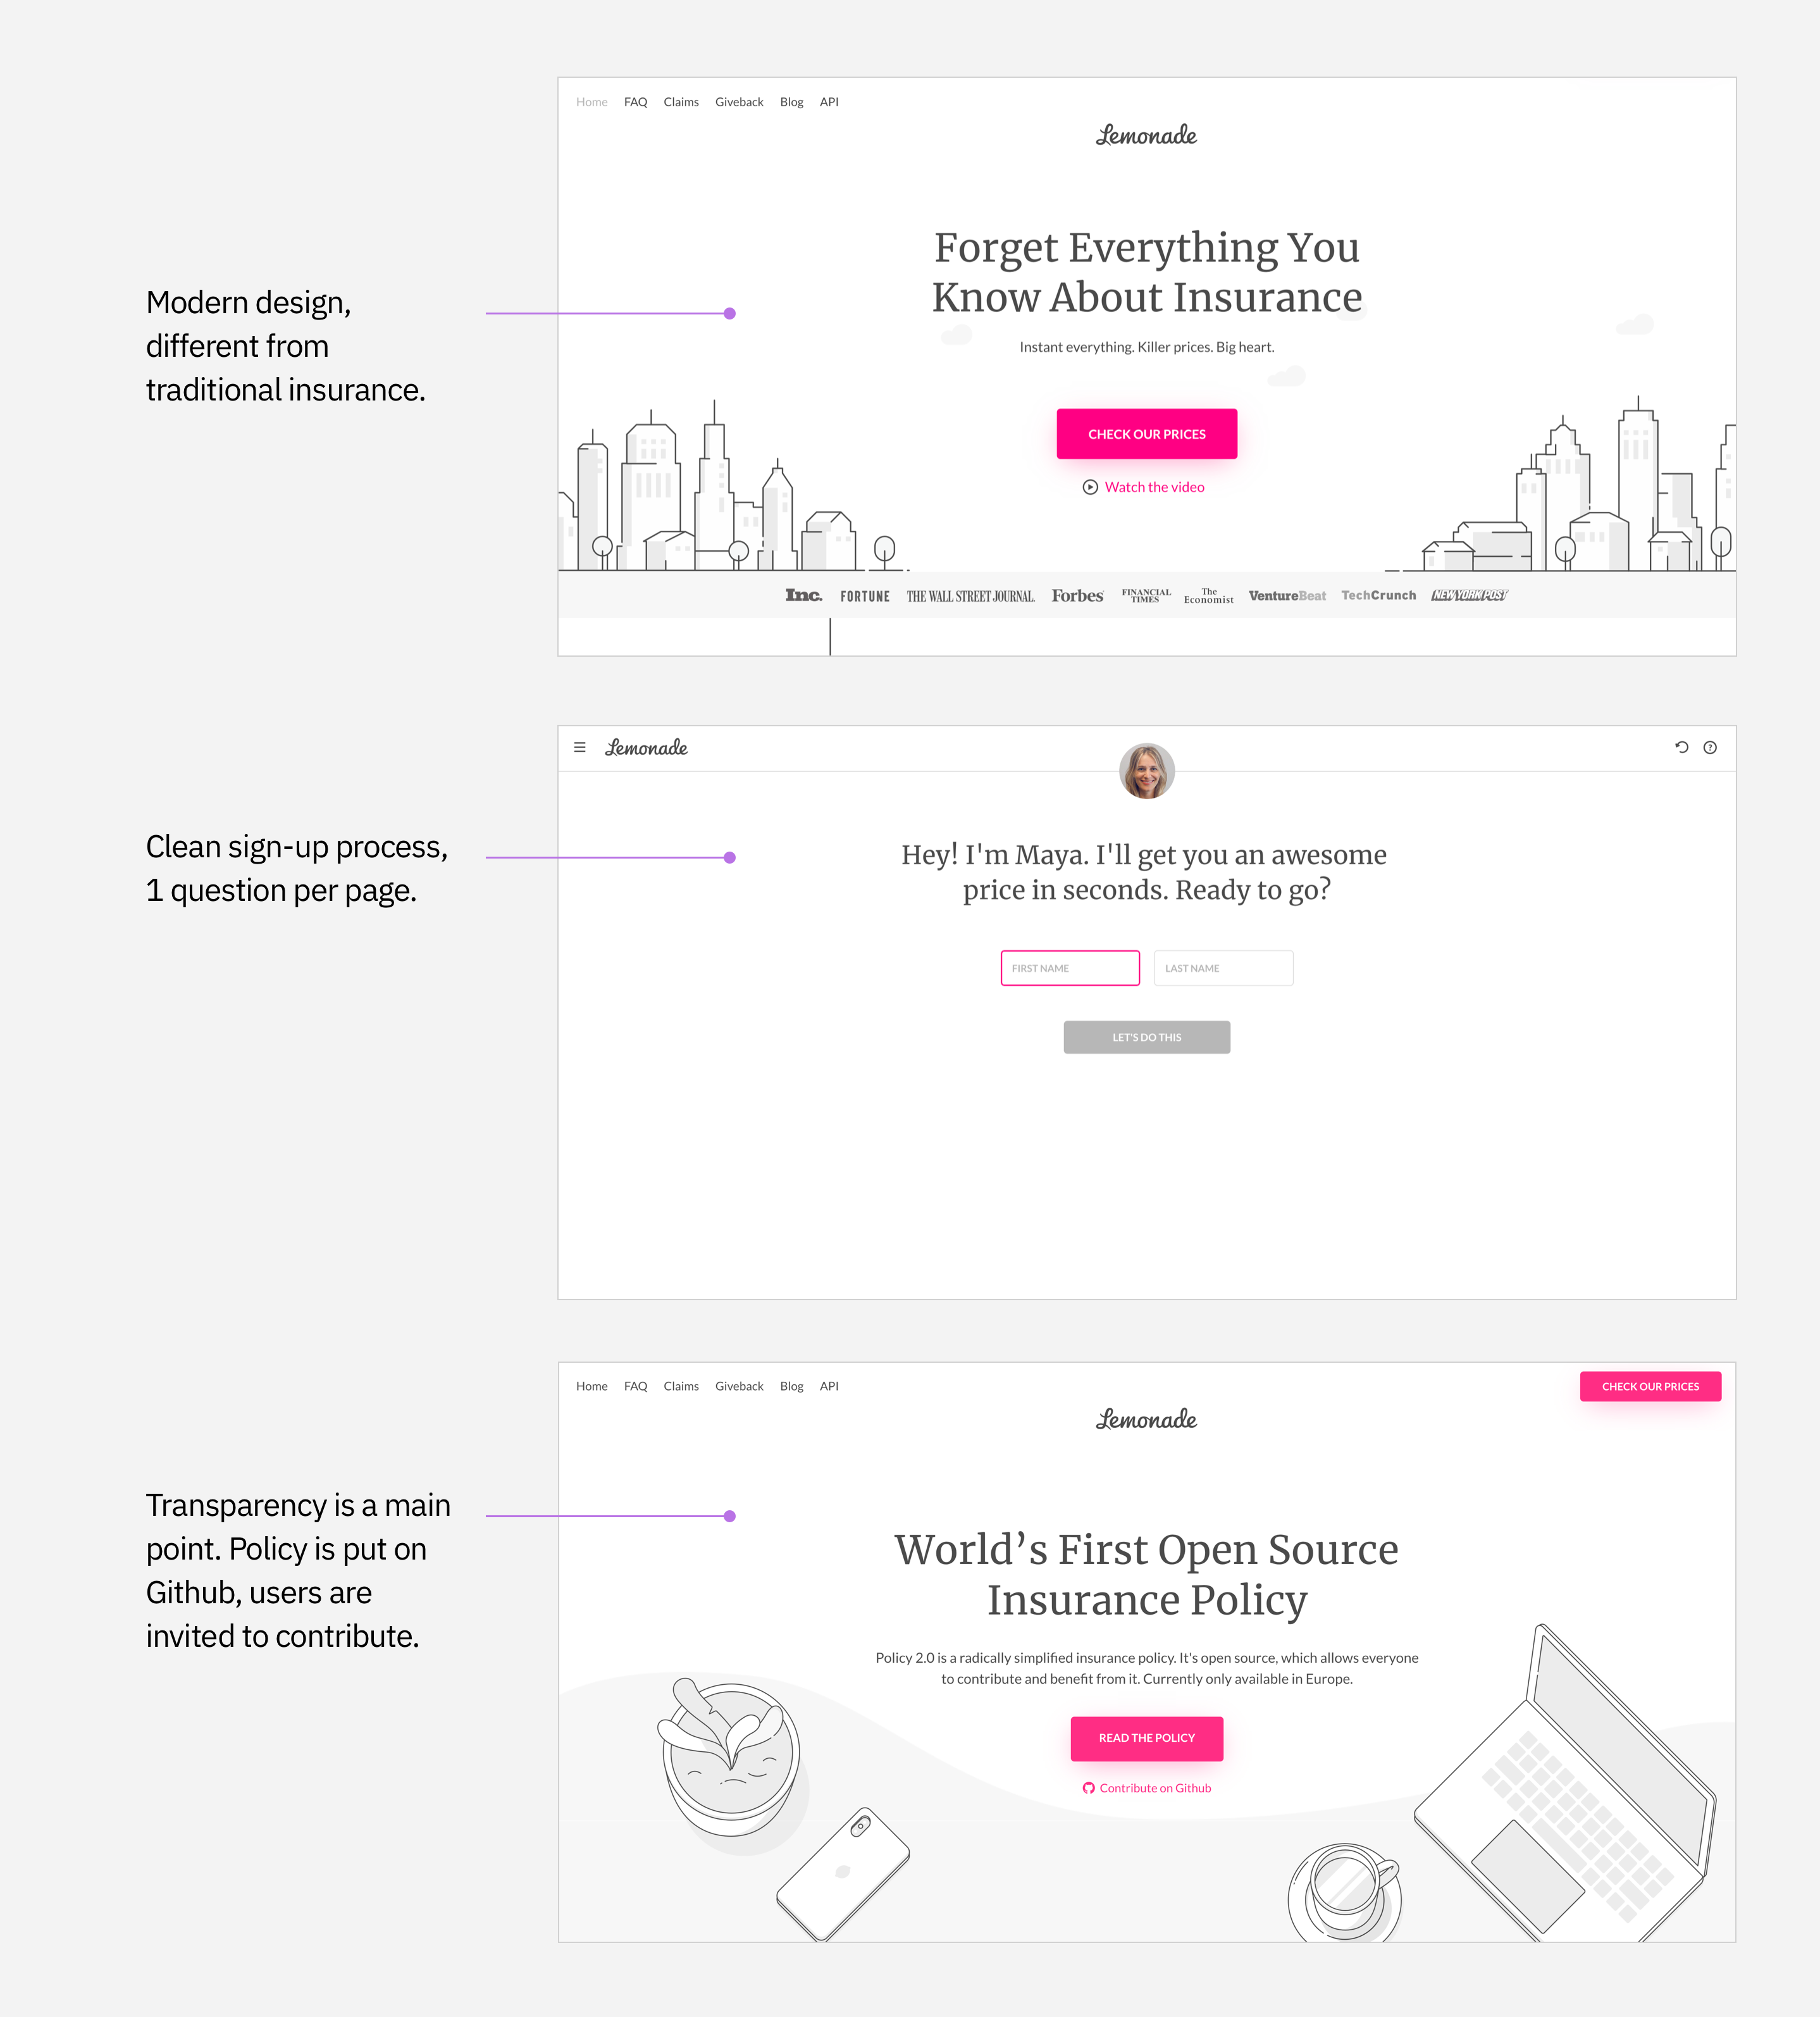 Home FAQ Claims Giveback Blog API
Lemonade
Modern design,
different from
traditional insurance.
Forget Everything You
Know About Insurance
Instant everything. Killer prices. Big heart.
CHECK OUR PRICES
Watch the video
Inc. FORTUNE THE WALL STREET JOURNAL. Forbes FINANCIAL TIMES The Economist VentureBeat TechCrunch NEW YORK POST
Lemonade
?
Clean sign-up process,
1 question per page.
Hey! I'm Maya. I'll get you an awesome
price in seconds. Ready to go?
FIRST NAME LAST NAME
LET'S DO THIS
Home FAQ Claims Giveback Blog API
CHECK OUR PRICES
Lemonade
Transparency is a main
point. Policy is put on
Github, users are
invited to contribute.
World’s First Open Source
Insurance Policy
Policy 2.0 is a radically simplified insurance policy. It's open source, which allows everyone
to contribute and benefit from it. Currently only available in Europe.
READ THE POLICY
Contribute on Github